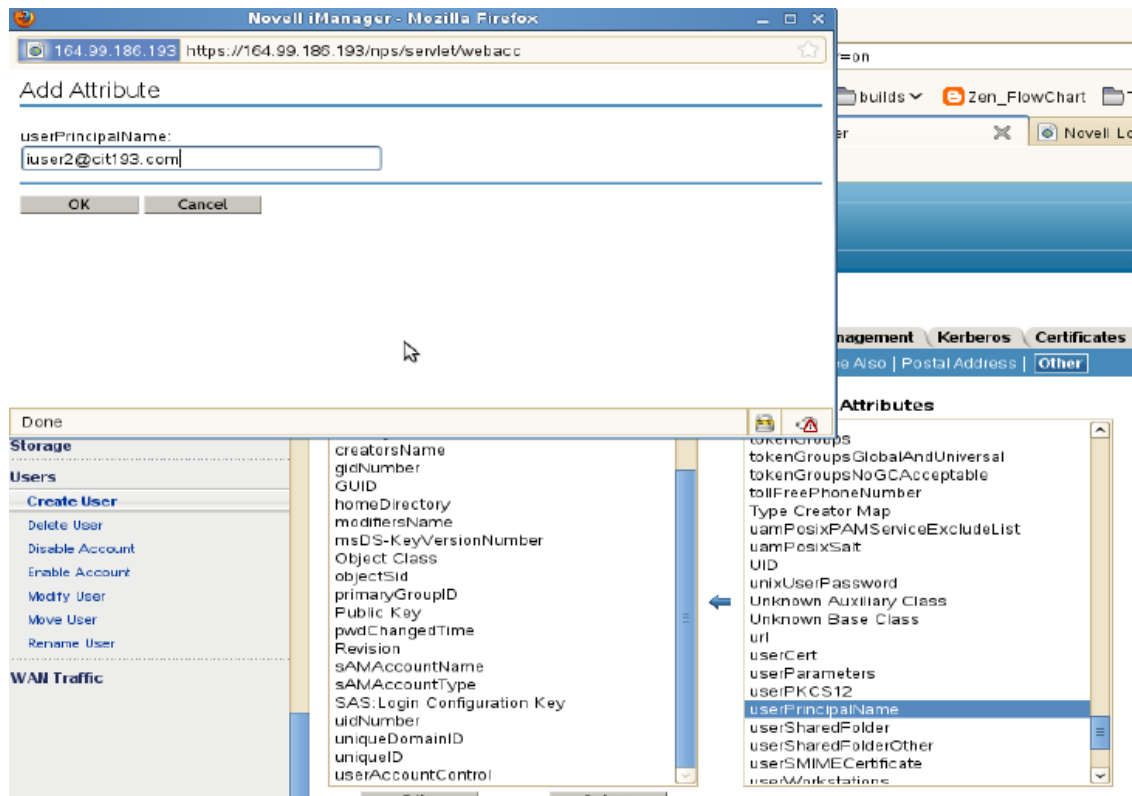 Novell iManager - Mozilla Firefox
164.99.186.193 https://164.99.186.193/nps/servlet/webacc
Add Attribute
userPrincipalName:
iuser2@cit193.com
OK Cancel
Done
=on
builds Zen_FlowChart
er Novell Lo
nagement Kerberos Certificates
e Also | Postal Address | Other
Attributes
Storage
Users
Create User
Delete User
Disable Account
Enable Account
Modify User
Move User
Rename User
WAN Traffic
creatorsName
gidNumber
GUID
homeDirectory
modifiersName
msDS-KeyVersionNumber
Object Class
objectSid
primaryGroupID
Public Key
pwdChangedTime
Revision
sAMAccountName
sAMAccountType
SAS:Login Configuration Key
uidNumber
uniqueDomainID
uniqueID
userAccountControl
tokenGroups
tokenGroupsGlobalAndUniversal
tokenGroupsNoGCAcceptable
tollFreePhoneNumber
Type Creator Map
uamPosixPAMServiceExcludeList
uamPosixSalt
UID
unixUserPassword
Unknown Auxiliary Class
Unknown Base Class
url
userCert
userParameters
userPKCS12
userPrincipalName
userSharedFolder
userSharedFolderOther
userSMIMECertificate
userWorkstations